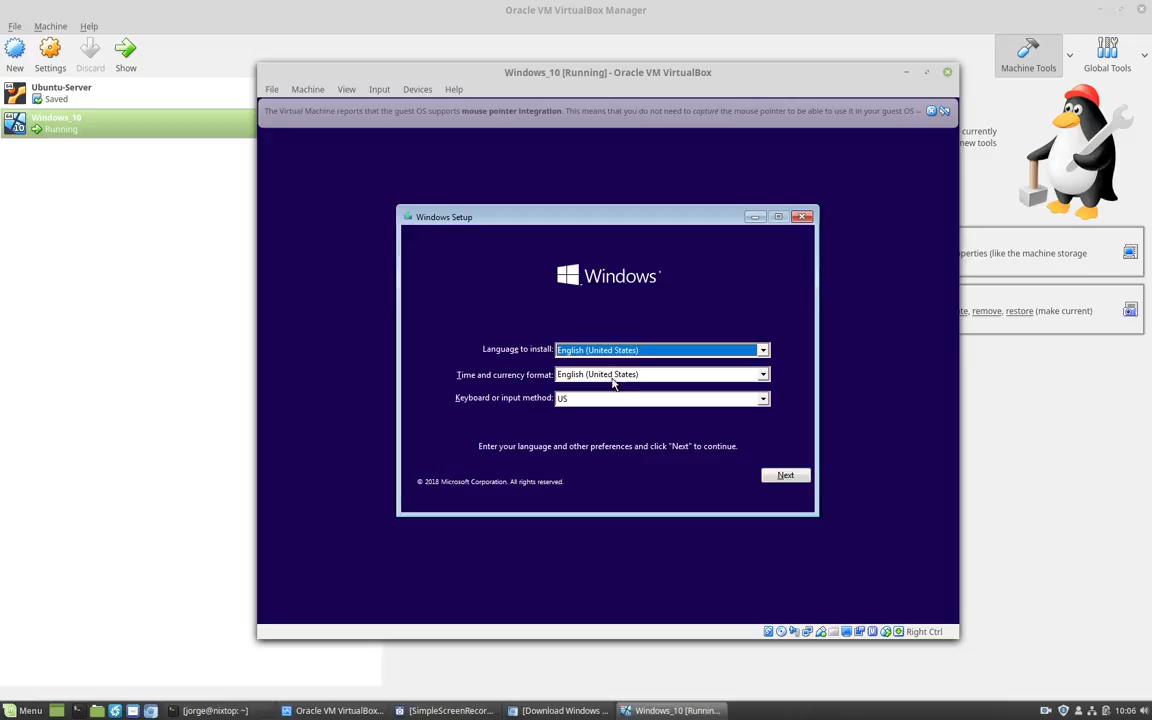 Oracle VM VirtualBox Manager
File Machine Help
New Settings Discard Show
Machine Tools Global Tools
Ubuntu-Server
Saved
Windows_10
Running
Windows_10 [Running] - Oracle VM VirtualBox
File Machine View Input Devices Help
The Virtual Machine reports that the guest OS supports mouse pointer integration. This means that you do not need to capture the mouse pointer to be able to use it in your guest OS --
currently
new tools
Windows Setup
Windows
Language to install: English (United States)
Time and currency format: English (United States)
Keyboard or input method: US
Enter your language and other preferences and click "Next" to continue.
Next
© 2018 Microsoft Corporation. All rights reserved.
perties (like the machine storage
te, remove, restore (make current)
Right Ctrl
Menu [jorge@nixtop: ~] Oracle VM VirtualBox... [SimpleScreenRecor... [Download Windows ... Windows_10 [Runnin... 10:06